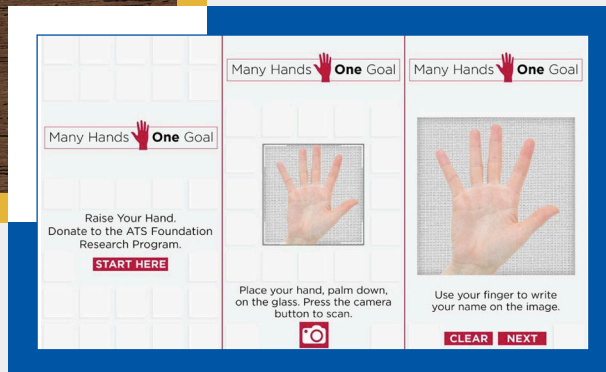 Many Hands One Goal
Raise Your Hand.
Donate to the ATS Foundation
Research Program.
START HERE
Many Hands One Goal
Place your hand, palm down,
on the glass. Press the camera
button to scan.
Many Hands One Goal
Use your finger to write
your name on the image.
CLEAR NEXT